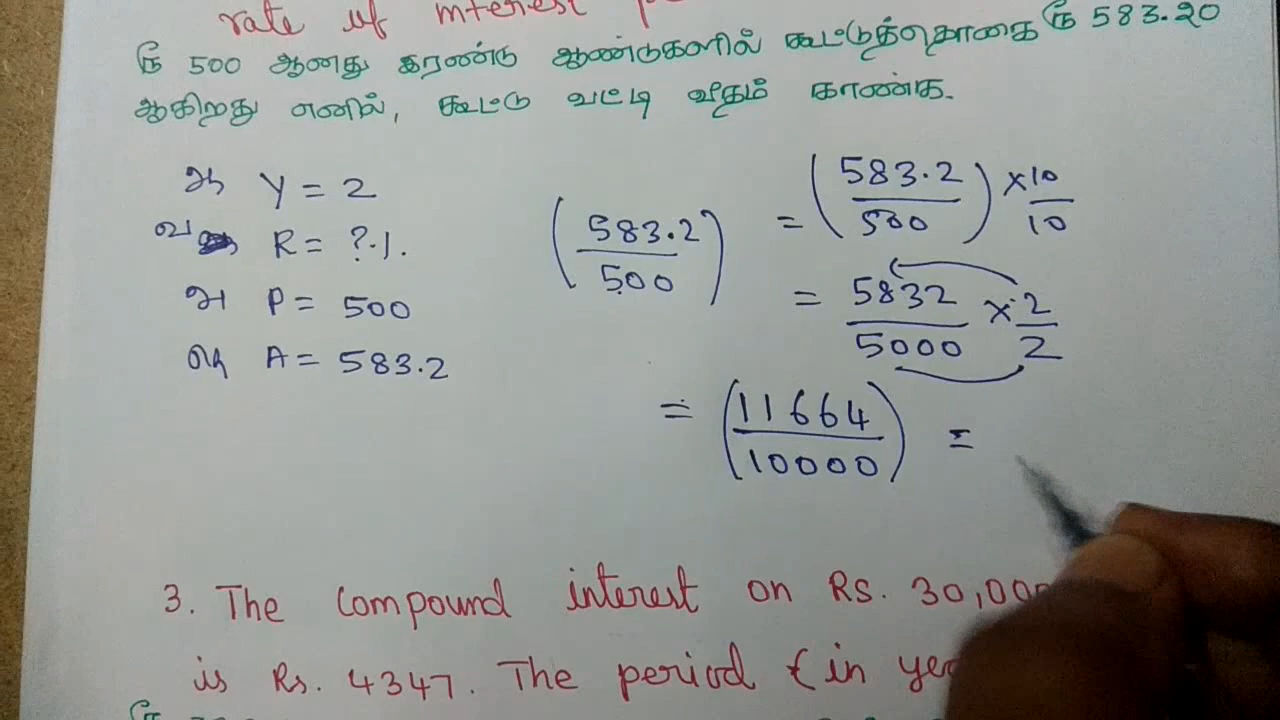 rate of interest
ரூ 500 ஆனது இரண்டு ஆண்டுகளில் கூட்டுத்தொகை ரூ 583.20
ஆகிறது எனில், கூட்டு வட்டி வீதம் காண்க.
ஆ Y = 2
வ R = ?%
அ P = 500
தொ A = 583.2
(583.2/500) = (583.2/500) × 10/10
= 5832/5000 × 2/2
= (11664/10000) =
3. The compound interest on Rs. 30,000
is Rs. 4347. The period (in